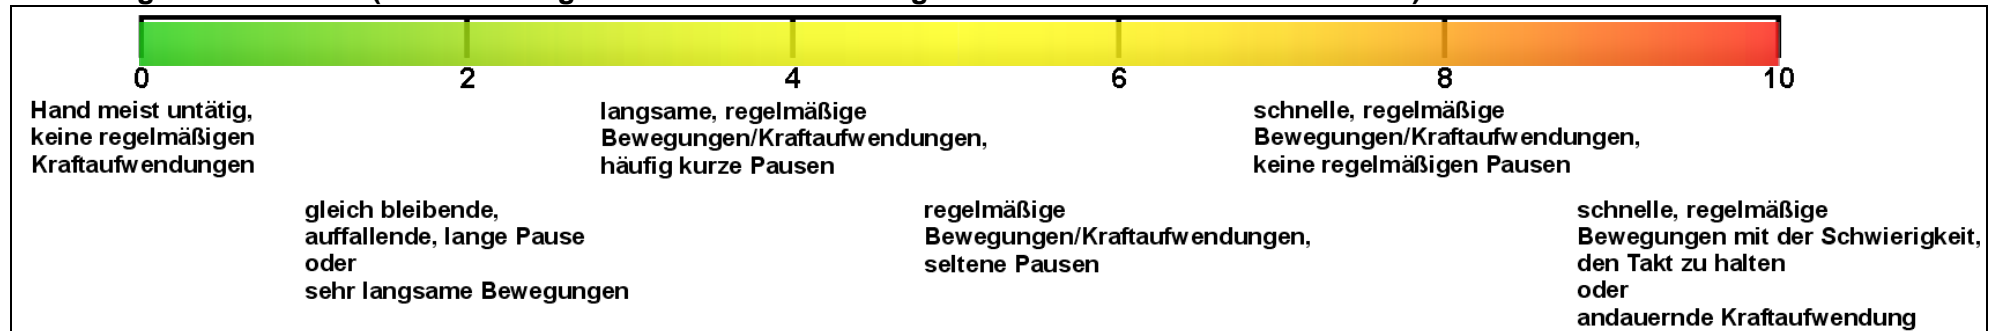 0 2 4 6 8 10
Hand meist untätig,
keine regelmäßigen
Kraftaufwendungen
gleich bleibende,
auffallende, lange Pause
oder
sehr langsame Bewegungen
langsame, regelmäßige
Bewegungen/Kraftaufwendungen,
häufig kurze Pausen
regelmäßige
Bewegungen/Kraftaufwendungen,
seltene Pausen
schnelle, regelmäßige
Bewegungen/Kraftaufwendungen,
keine regelmäßigen Pausen
schnelle, regelmäßige
Bewegungen mit der Schwierigkeit,
den Takt zu halten
oder
andauernde Kraftaufwendung